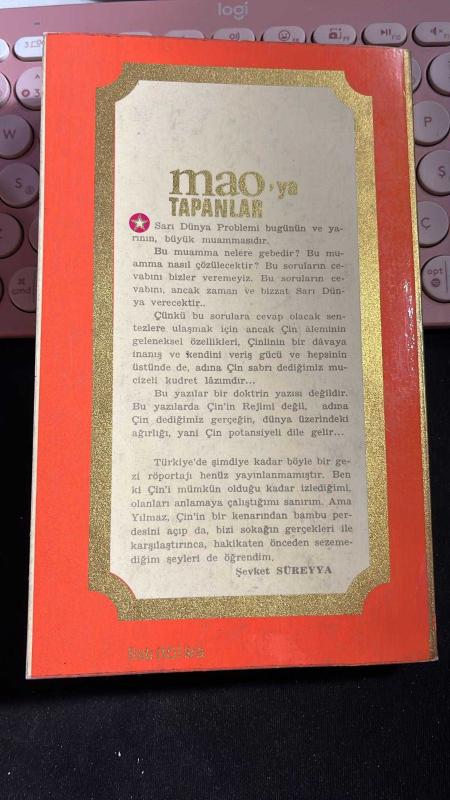 logi
mao'ya
TAPANLAR
Sarı Dünya Problemi bugünün ve ya-
rının, büyük muammasıdır.
Bu muamma nelere gebedir? Bu mu-
amma nasıl çözülecektir? Bu soruların ce-
vabını bizler veremeyiz. Bu soruların ce-
vabını, ancak zaman ve bizzat Sarı Dün-
ya verecektir..
Çünkü bu sorulara cevap olacak sen-
tezlere ulaşmak için ancak Çin âleminin
geleneksel özellikleri, Çinlinin bir dâvaya
inanış ve kendini veriş gücü ve hepsinin
üstünde de, adına Çin sabrı dediğimiz mu-
cizeli kudret lâzımdır...
Bu yazılar bir doktrin yazısı değildir.
Bu yazılarda Çin'in Rejimi değil, adına
Çin dediğimiz gerçeğin, dünya üzerindeki
ağırlığı, yani Çin potansiyeli dile gelir...
Türkiye'de şimdiye kadar böyle bir ge-
zi röportajı henüz yayınlanmamıştır. Ben
ki Çin'i mümkün olduğu kadar izlediğimi,
olanları anlamaya çalıştığımı sanırım. Ama
Yılmaz, Çin'in bir kenarından bambu per-
desini açıp da, bizi sokağın gerçekleri ile
karşılaştırınca, hakikaten önceden sezeme-
diğim şeyleri de öğrendim.
Şevket SÜREYYA